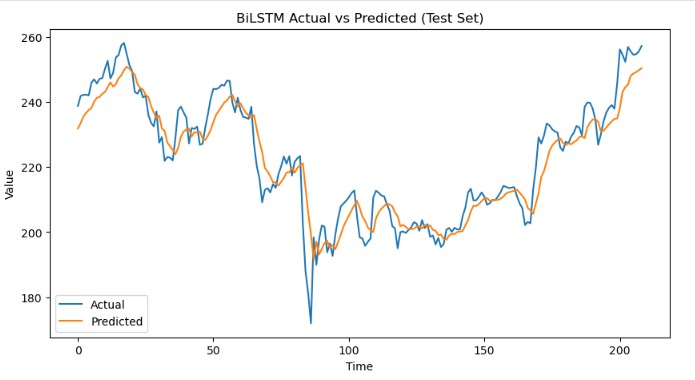 BiLSTM Actual vs Predicted (Test Set)
260
240
220
200
180
Value
Actual
Predicted
0 50 100 150 200
Time